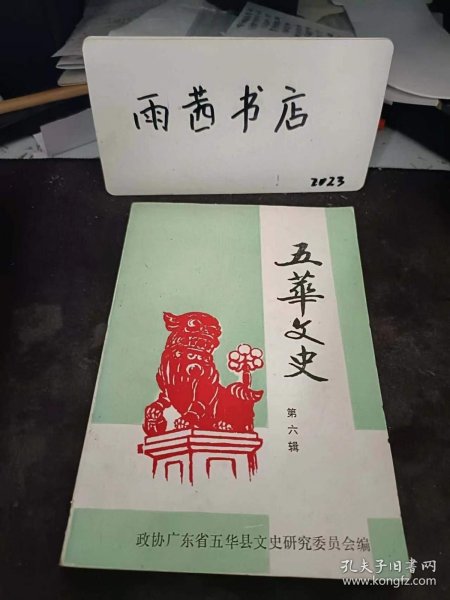 雨茜书店
2023
五華文史
第六辑
政协广东省五华县文史研究委员会编
孔夫子旧书网
www.kongfz.com